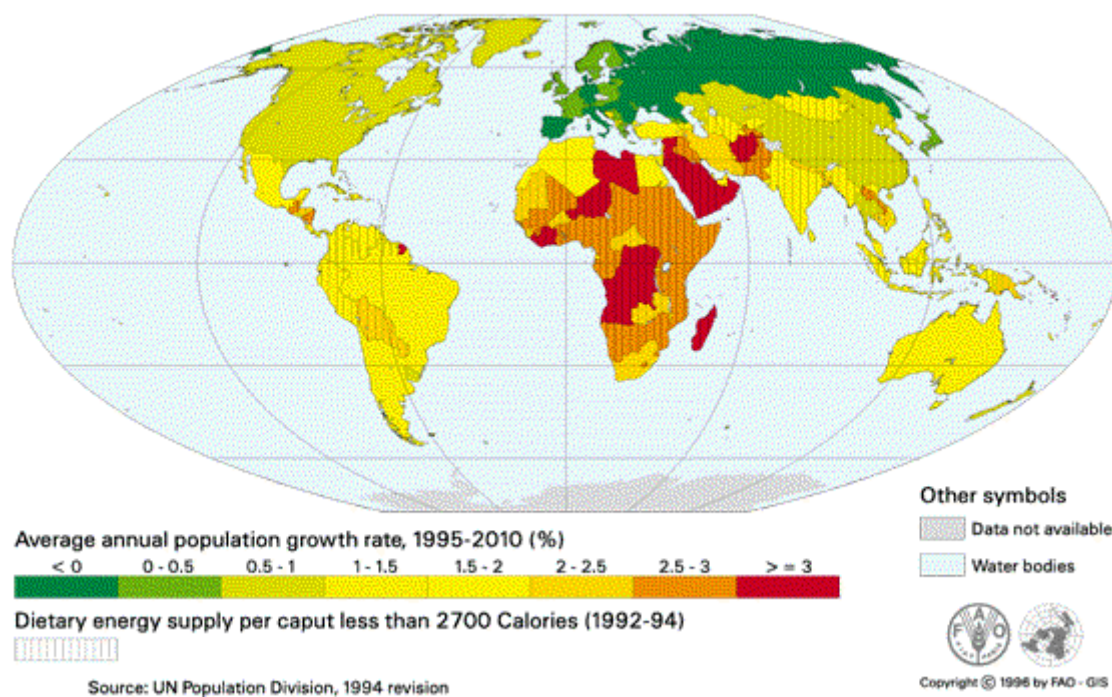 Other symbols
Data not available
Water bodies
Average annual population growth rate, 1995-2010 (%)
< 0 0 - 0.5 0.5 - 1 1 - 1.5 1.5 - 2 2 - 2.5 2.5 - 3 > = 3
Dietary energy supply per caput less than 2700 Calories (1992-94)
Source: UN Population Division, 1994 revision
F A O
Copyright © 1996 by FAO - GIS